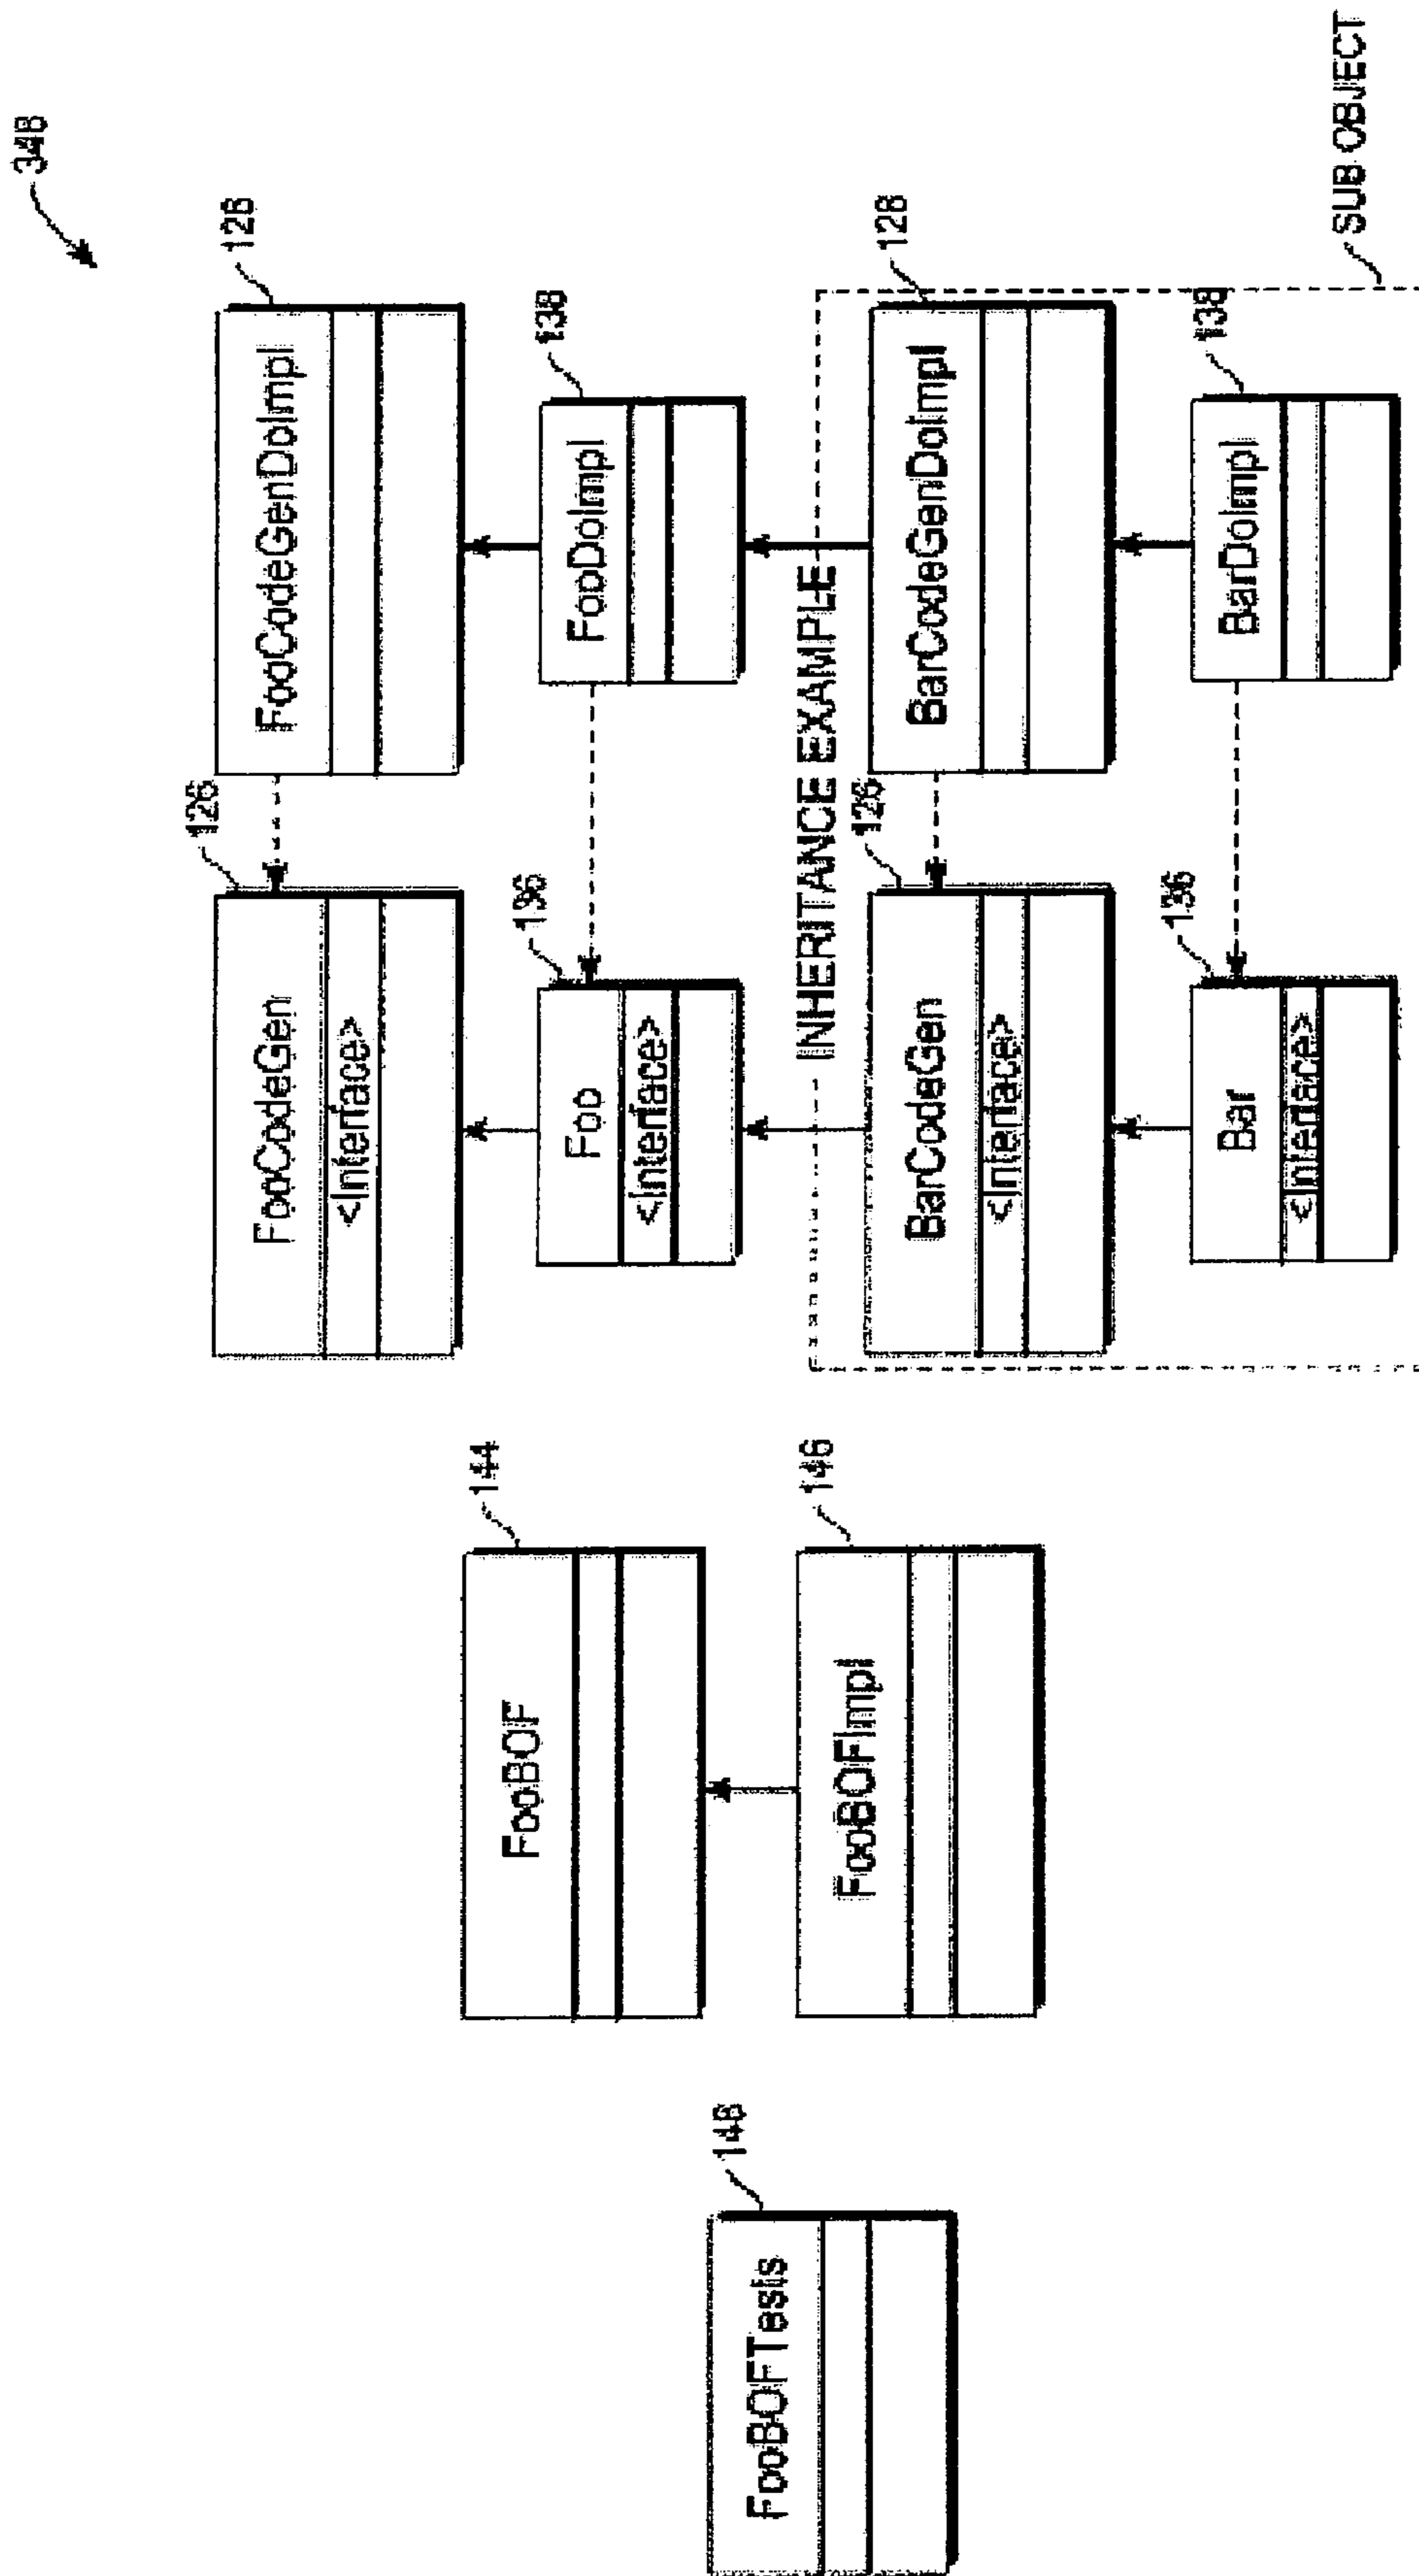 348
126
128
FooCodeGen
FooCodeGenDoImpl
<Interface>
144
136
138
FooBOF
Foo
FooDoImpl
<Interface>
148
FooBOFTests
146
FooBOFImpl
INHERITANCE EXAMPLE
126
128
BarCodeGen
BarCodeGenDoImpl
<Interface>
136
138
Bar
BarDoImpl
<Interface>
SUB OBJECT